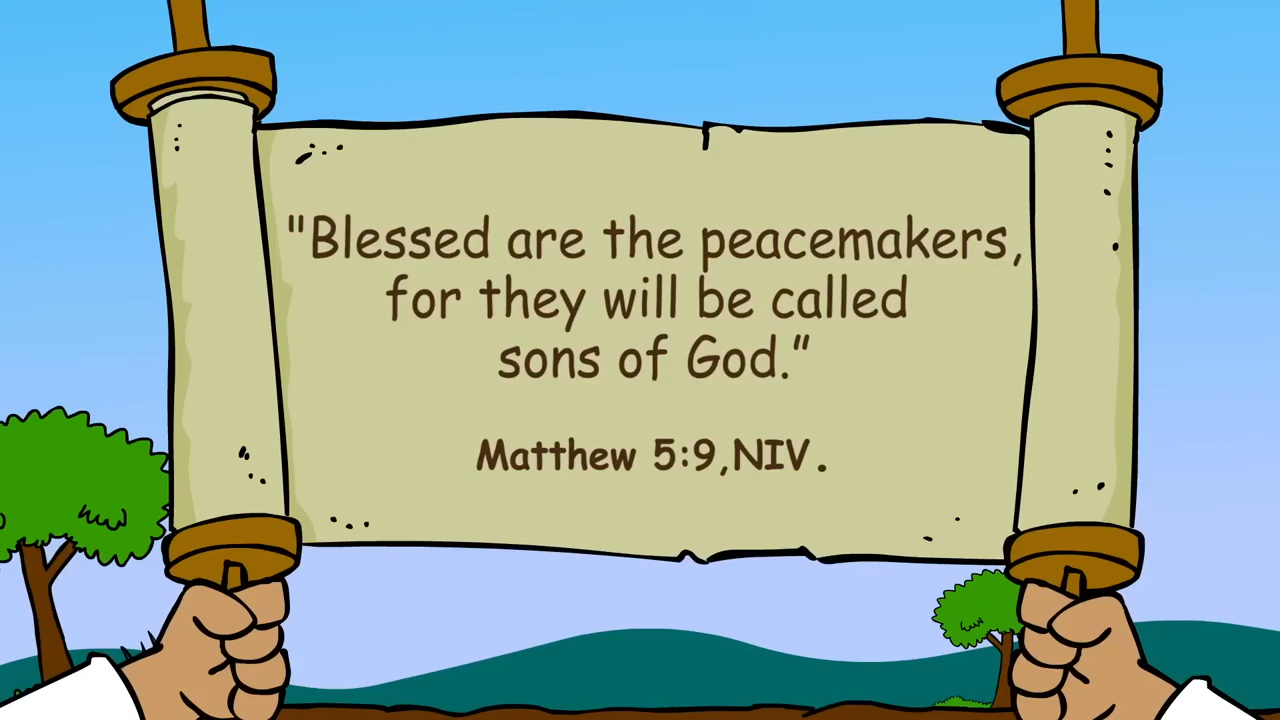 "Blessed are the peacemakers,
for they will be called
sons of God."
Matthew 5:9,NIV.